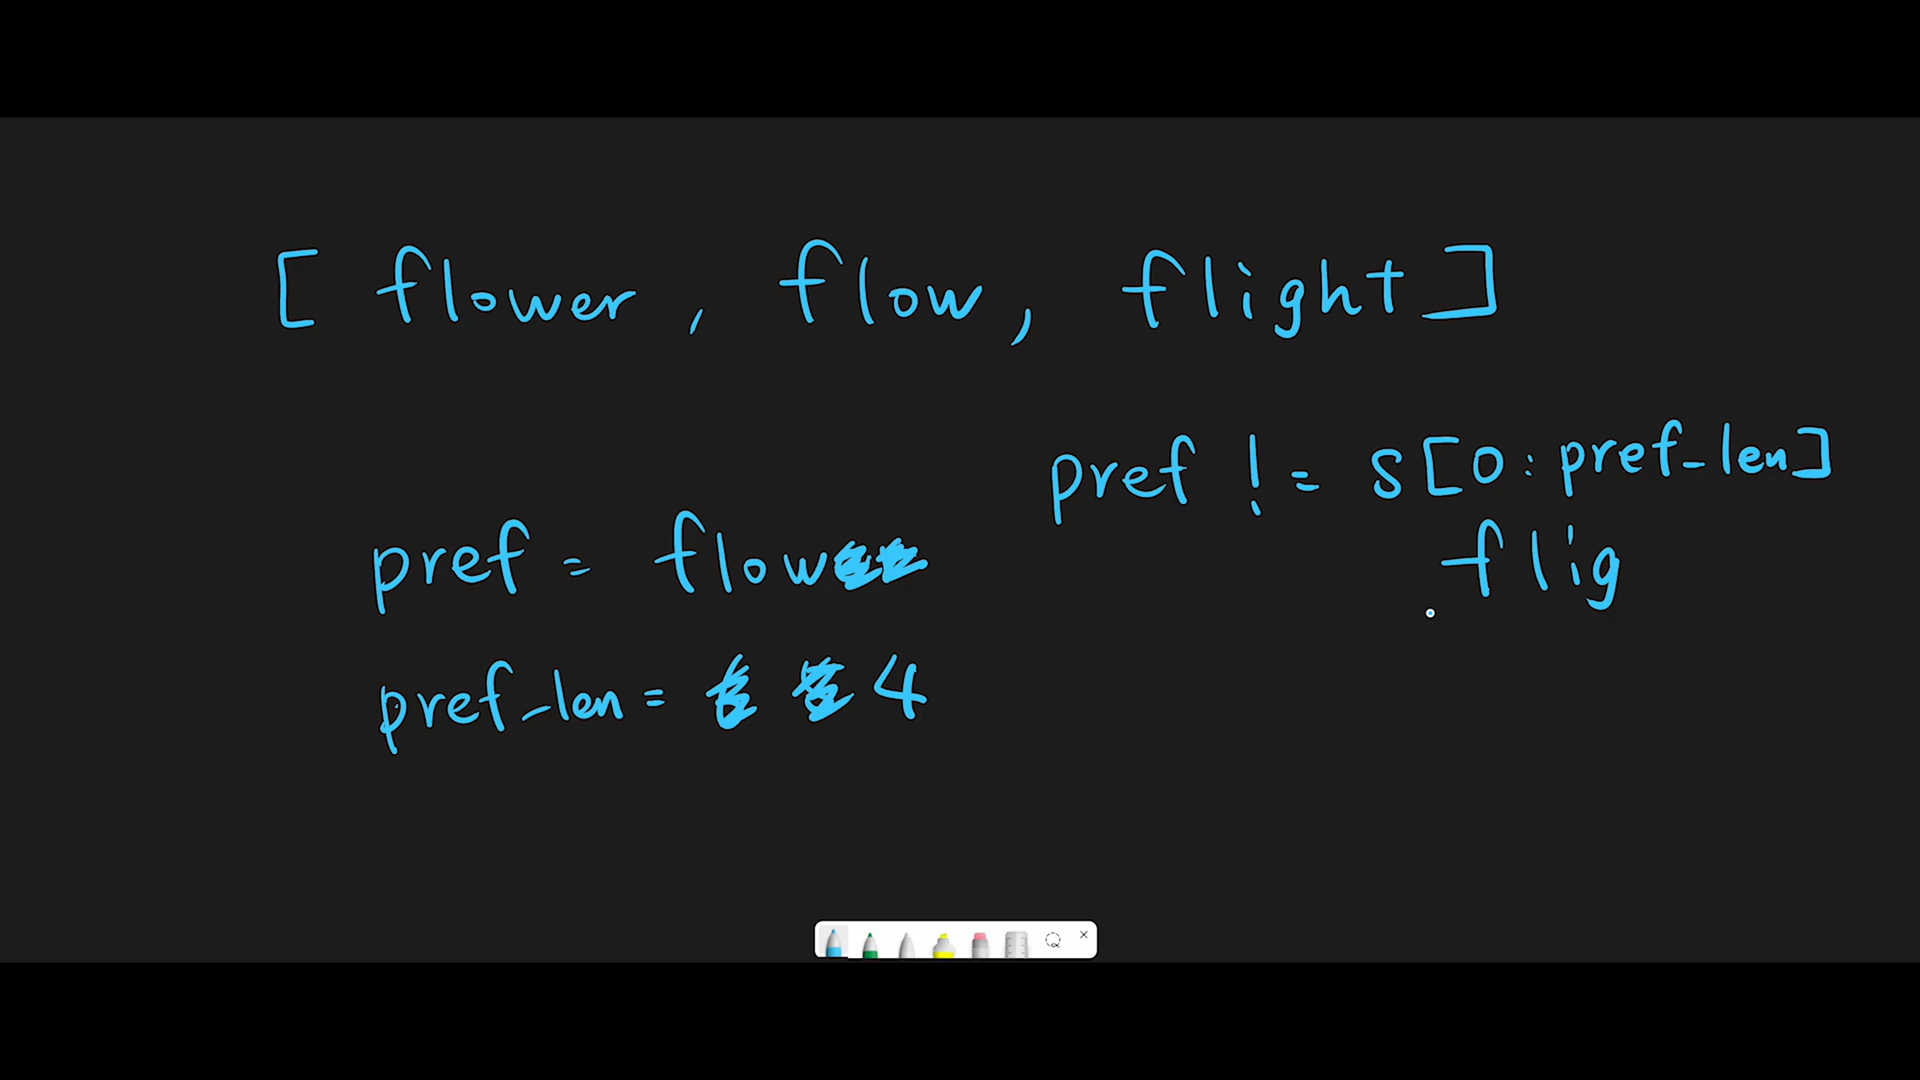 [ flower, flow, flight ]
pref != s[0:pref_len]
pref = flow
flig
pref_len = 4